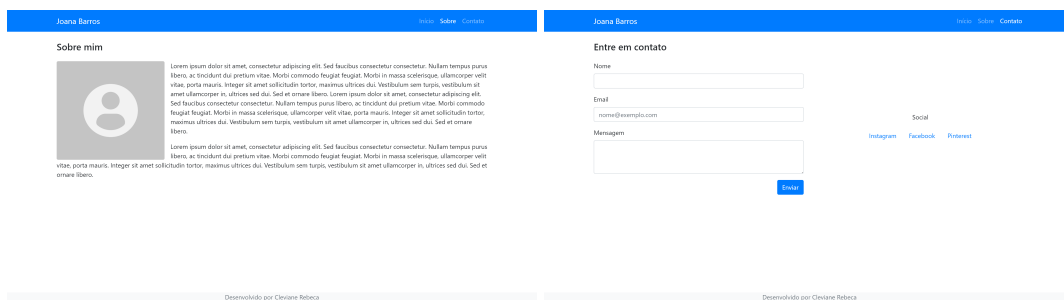 Joana Barros
Início Sobre Contato
Sobre mim
Lorem ipsum dolor sit amet, consectetur adipiscing elit. Sed faucibus consectetur consectetur. Nullam tempus purus
libero, ac tincidunt dui pretium vitae. Morbi commodo feugiat feugiat. Morbi in massa scelerisque, ullamcorper velit
vitae, porta mauris. Integer sit amet sollicitudin tortor, maximus ultrices dui. Vestibulum sem turpis, vestibulum sit
amet ullamcorper in, ultrices sed dui. Sed et ornare libero. Lorem ipsum dolor sit amet, consectetur adipiscing elit.
Sed faucibus consectetur consectetur. Nullam tempus purus libero, ac tincidunt dui pretium vitae. Morbi commodo
feugiat feugiat. Morbi in massa scelerisque, ullamcorper velit vitae, porta mauris. Integer sit amet sollicitudin tortor,
maximus ultrices dui. Vestibulum sem turpis, vestibulum sit amet ullamcorper in, ultrices sed dui. Sed et ornare
libero.
Lorem ipsum dolor sit amet, consectetur adipiscing elit. Sed faucibus consectetur consectetur. Nullam tempus purus
libero, ac tincidunt dui pretium vitae. Morbi commodo feugiat feugiat. Morbi in massa scelerisque, ullamcorper velit
vitae, porta mauris. Integer sit amet sollicitudin tortor, maximus ultrices dui. Vestibulum sem turpis, vestibulum sit amet ullamcorper in, ultrices sed dui. Sed et
ornare libero.
Desenvolvido por Cleviane Rebeca
Joana Barros
Início Sobre Contato
Entre em contato
Nome
Email
nome@exemplo.com
Mensagem
Enviar
Social
Instagram Facebook Pinterest
Desenvolvido por Cleviane Rebeca